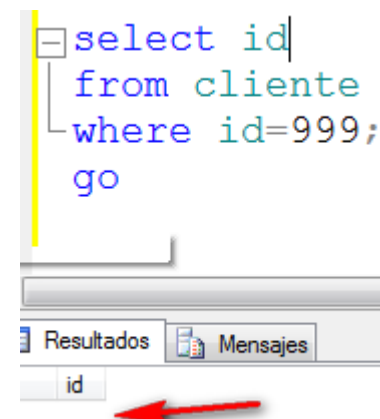 select id
from cliente
where id=999;
go
Resultados Mensajes
id